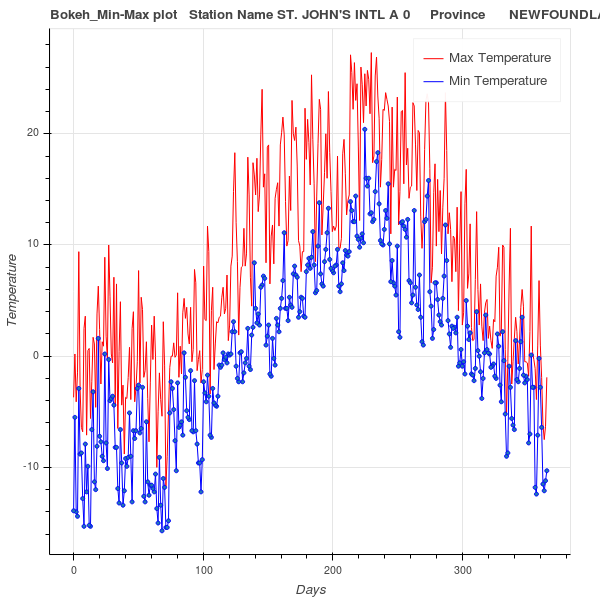 Bokeh_Min-Max plot Station Name ST. JOHN'S INTL A 0 Province NEWFOUNDLA
Max Temperature
Min Temperature
Temperature
20
10
0
-10
0 100 200 300
Days